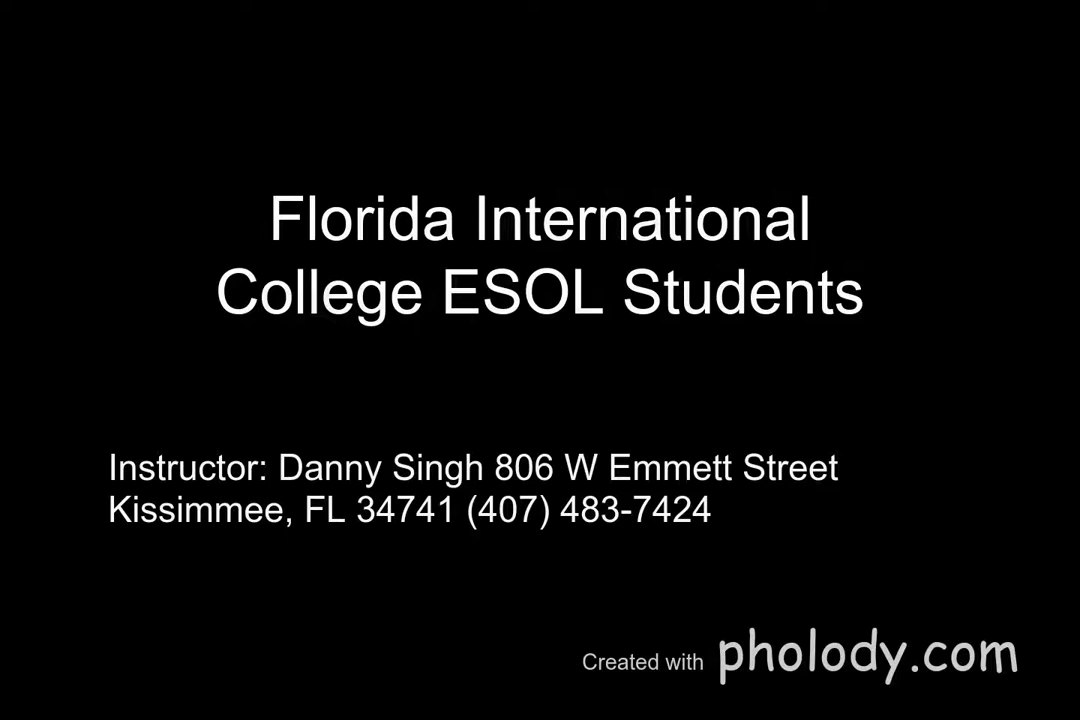 Florida International
College ESOL Students
Instructor: Danny Singh 806 W Emmett Street
Kissimmee, FL 34741 (407) 483-7424
Created with pholody.com